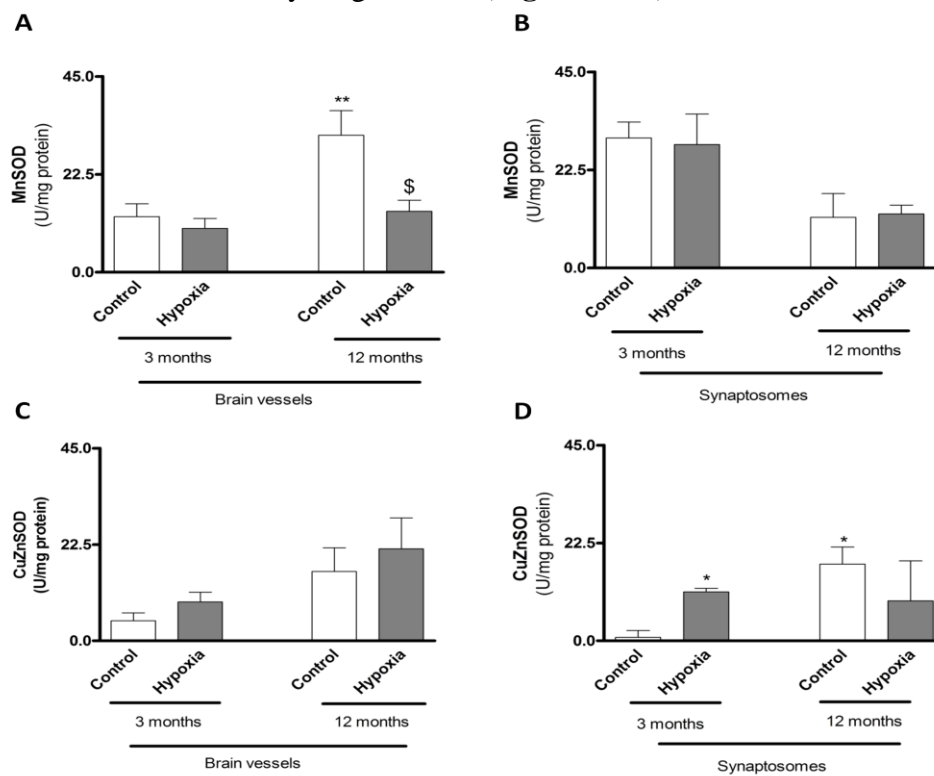 A
MnSOD
(U/mg protein)
45.0
22.5
0.0
**
$
Control
Hypoxia
Control
Hypoxia
3 months
12 months
Brain vessels
B
MnSOD
(U/mg protein)
45.0
22.5
0.0
Control
Hypoxia
Control
Hypoxia
3 months
12 months
Synaptosomes
C
CuZnSOD
(U/mg protein)
45.0
22.5
0.0
Control
Hypoxia
Control
Hypoxia
3 months
12 months
Brain vessels
D
CuZnSOD
(U/mg protein)
45.0
22.5
0.0
*
*
Control
Hypoxia
Control
Hypoxia
3 months
12 months
Synaptosomes